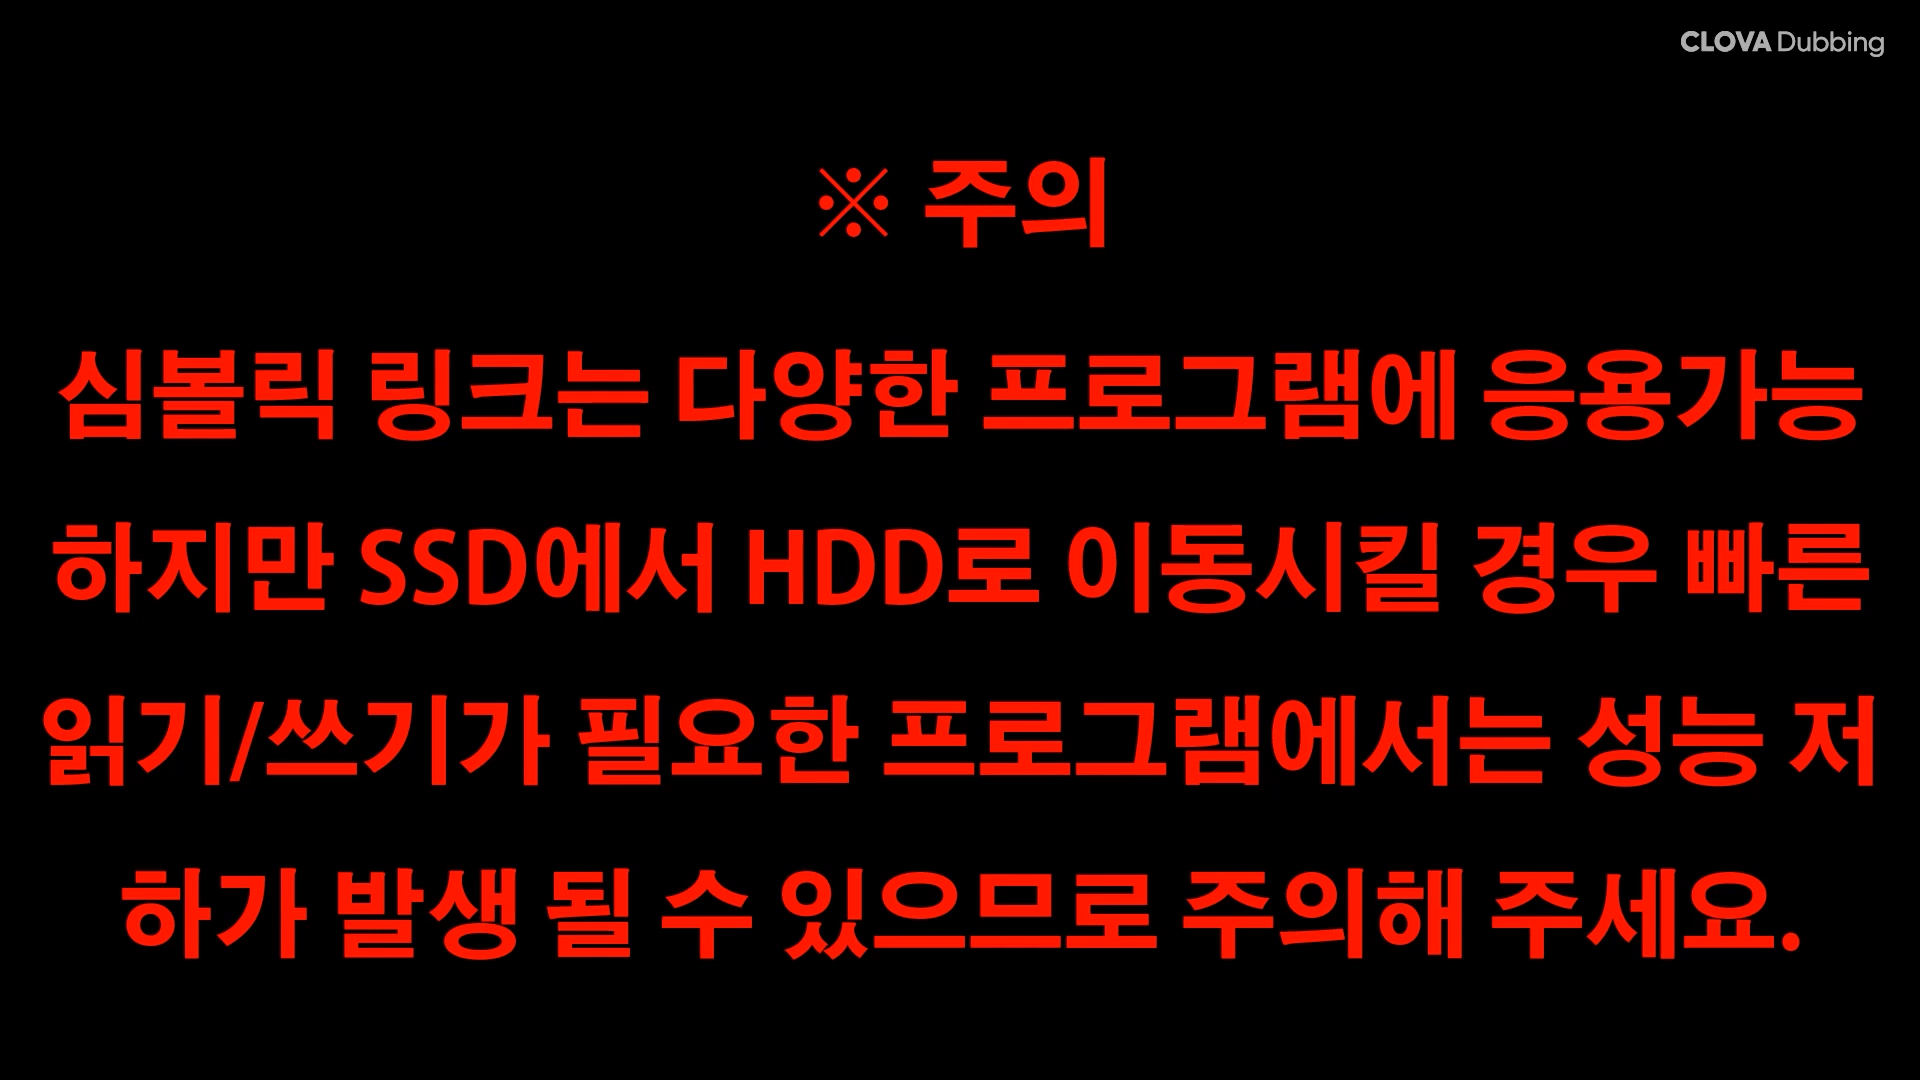 CLOVA Dubbing
※ 주의
심볼릭 링크는 다양한 프로그램에 응용가능
하지만 SSD에서 HDD로 이동시킬 경우 빠른
읽기/쓰기가 필요한 프로그램에서는 성능 저
하가 발생 될 수 있으므로 주의해 주세요.